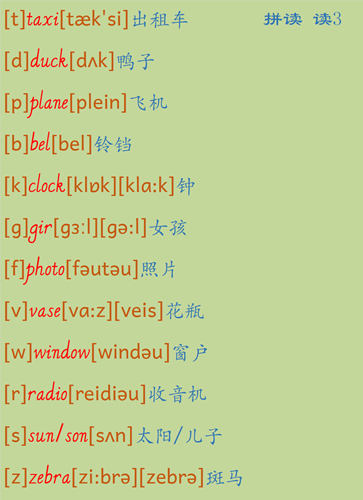 [t]taxi[tæk'si]出租车 拼读 读3
[d]duck[dʌk]鸭子
[p]plane[plein]飞机
[b]bel[bel]铃铛
[k]clock[klɒk][klɑ:k]钟
[g]gir[gɜːl][gə:l]女孩
[f]photo[fəutəu]照片
[v]vase[vɑ:z][veis]花瓶
[w]window[windəu]窗户
[r]radio[reidiəu]收音机
[s]sun/son[sʌn]太阳/儿子
[z]zebra[zi:brə][zebrə]斑马